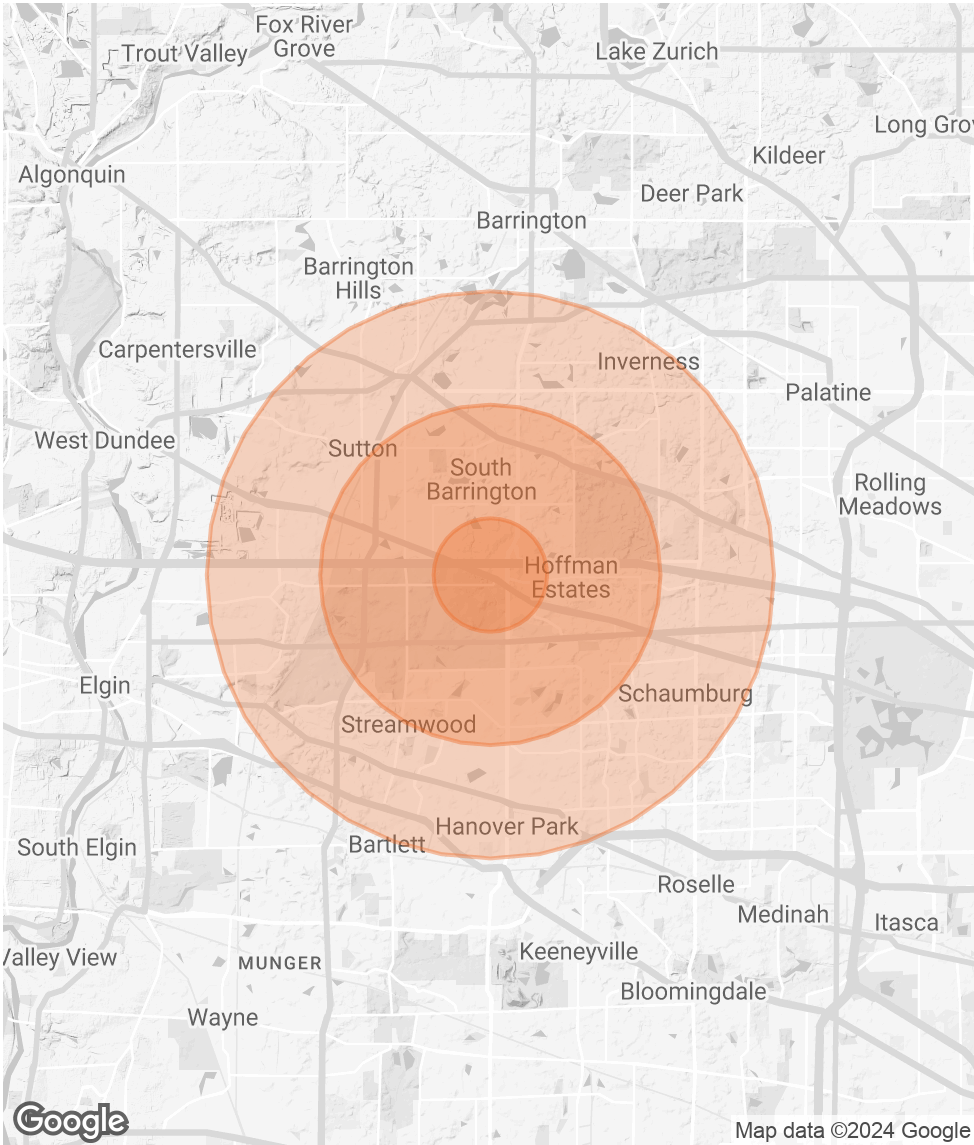 Fox River
Grove
Trout Valley
Lake Zurich
Long Gro
Kildeer
Algonquin
Deer Park
Barrington
Barrington
Hills
Carpentersville
Inverness
Palatine
West Dundee
Sutton
South
Barrington
Rolling
Meadows
Hoffman
Estates
Elgin
Schaumburg
Streamwood
Hanover Park
Bartlett
South Elgin
Roselle
Medinah
Itasca
Keeneyville
Valley View
MUNGER
Bloomingdale
Wayne
Google
Map data ©2024 Google